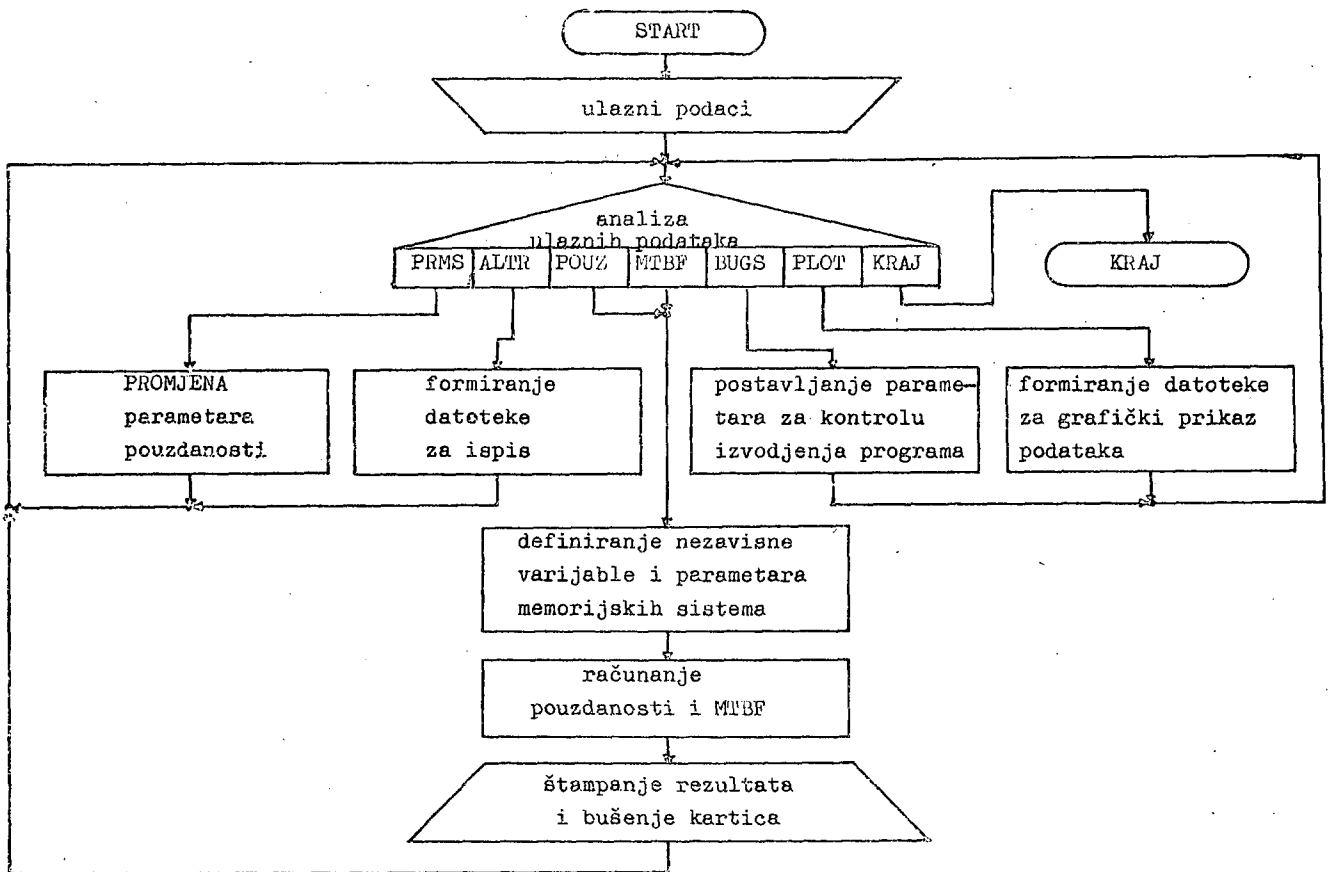 START
ulazni podaci
analiza
ulaznih podataka
PRMS ALTR POUZ MTBF BUGS PLOT KRAJ
KRAJ
PROMJENA
parametara
pouzdanosti
formiranje
datoteke
za ispis
postavljanje parame-
tara za kontrolu
izvodjenja programa
formiranje datoteke
za grafički prikaz
podataka
definiranje nezavisne
varijable i parametara
memorijskih sistema
računanje
pouzdanosti i MTBF
štampanje rezultata
i bušenje kartica